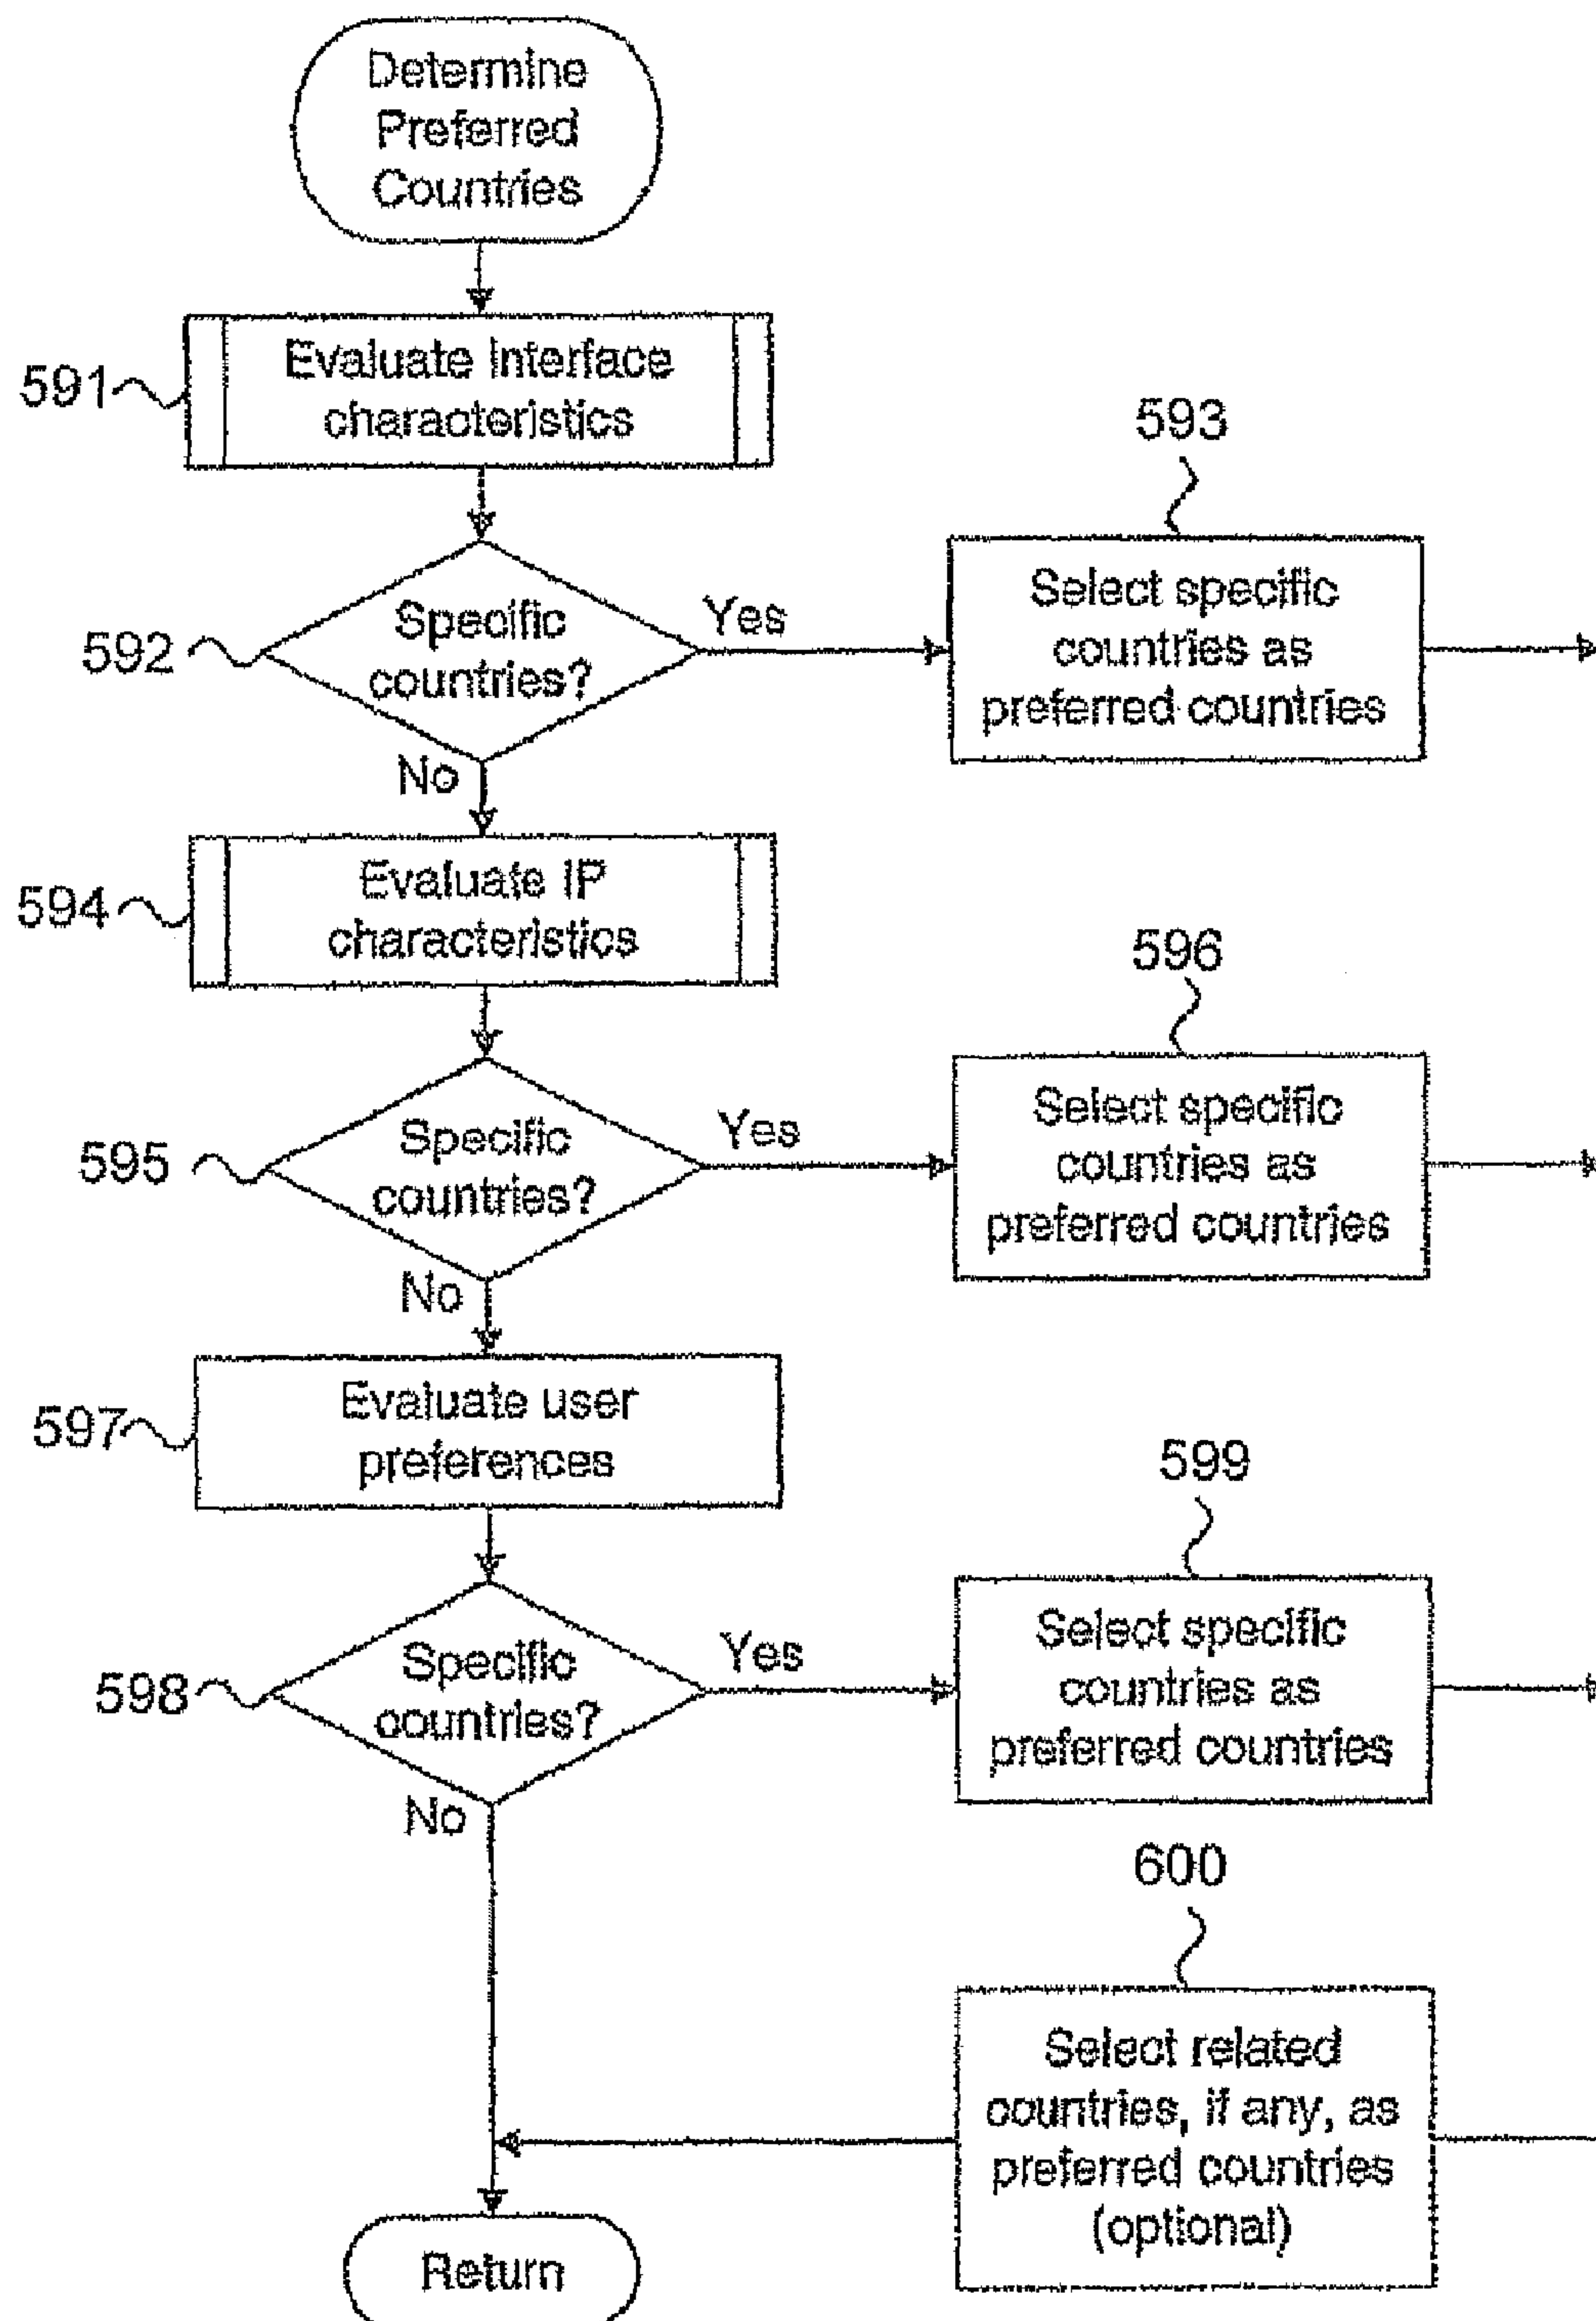 Determine
Preferred
Countries
591
Evaluate interface
characteristics
592
Specific
countries?
Yes
No
593
Select specific
countries as
preferred countries
594
Evaluate IP
characteristics
595
Specific
countries?
Yes
No
596
Select specific
countries as
preferred countries
597
Evaluate user
preferences
598
Specific
countries?
Yes
No
599
Select specific
countries as
preferred countries
600
Select related
countries, if any, as
preferred countries
(optional)
Return